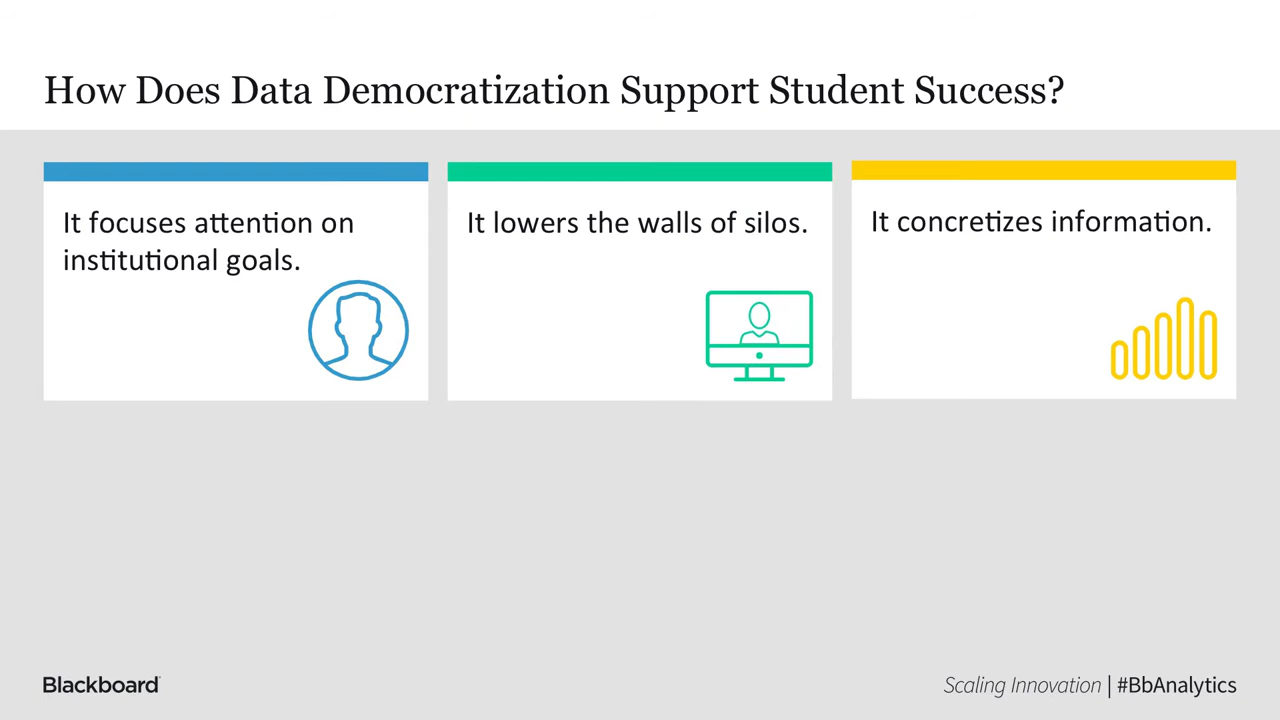 How Does Data Democratization Support Student Success?
It focuses attention on
institutional goals.
It lowers the walls of silos.
It concretizes information.
Blackboard
Scaling Innovation | #BbAnalytics